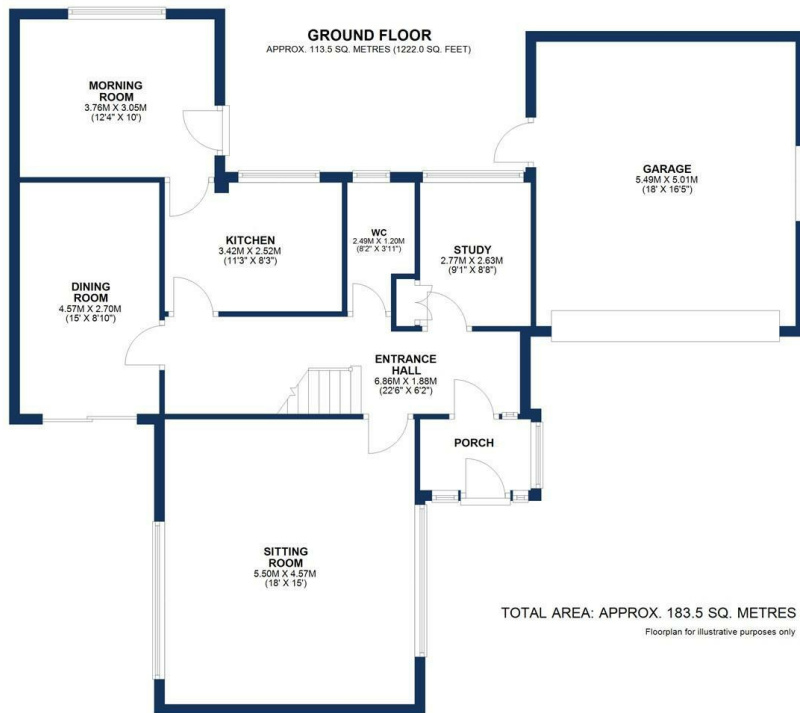 GROUND FLOOR
APPROX. 113.5 SQ. METRES (1222.0 SQ. FEET)
MORNING
ROOM
3.76M X 3.05M
(12'4" X 10')
GARAGE
5.49M X 5.01M
(18' X 16'5")
KITCHEN
3.42M X 2.52M
(11'3" X 8'3")
WC
2.49M X 1.20M
(8'2" X 3'11")
STUDY
2.77M X 2.63M
(9'1" X 8'8")
DINING
ROOM
4.57M X 2.70M
(15' X 8'10")
ENTRANCE
HALL
6.86M X 1.88M
(22'6" X 6'2")
PORCH
SITTING
ROOM
5.50M X 4.57M
(18' X 15')
TOTAL AREA: APPROX. 183.5 SQ. METRES
Floorplan for illustrative purposes only